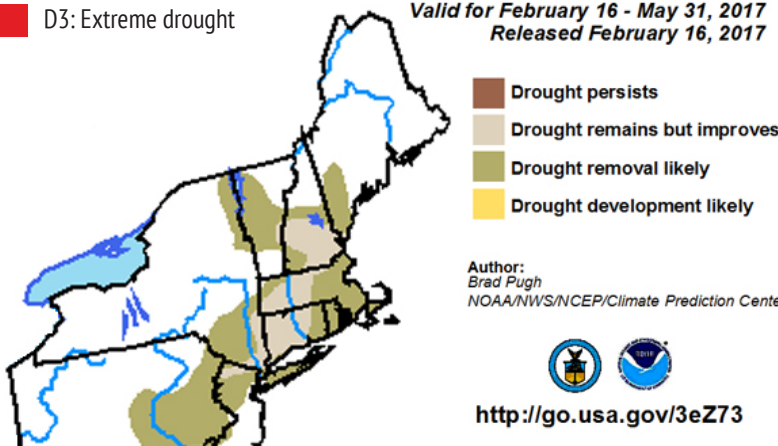 D3: Extreme drought
Valid for February 16 - May 31, 2017
Released February 16, 2017
Drought persists
Drought remains but improves
Drought removal likely
Drought development likely
Author:
Brad Pugh
NOAA/NWS/NCEP/Climate Prediction Cente
http://go.usa.gov/3eZ73